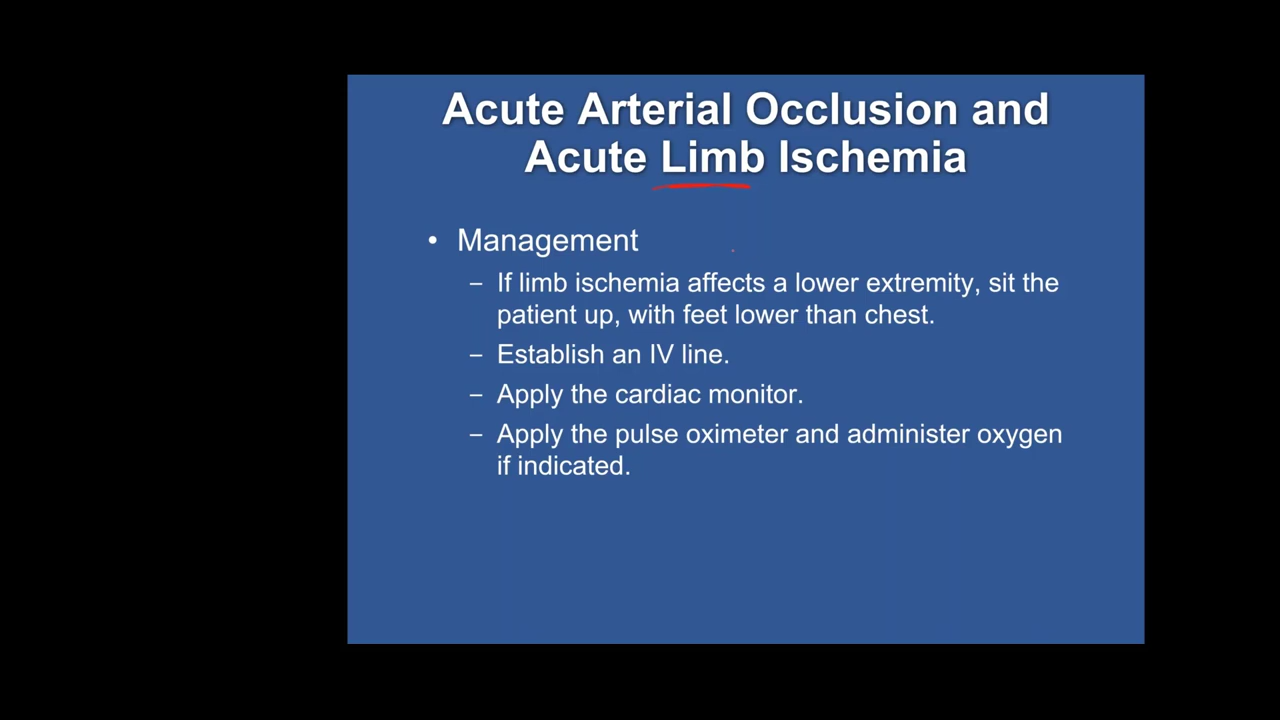 Acute Arterial Occlusion and
Acute Limb Ischemia
• Management
– If limb ischemia affects a lower extremity, sit the
patient up, with feet lower than chest.
– Establish an IV line.
– Apply the cardiac monitor.
– Apply the pulse oximeter and administer oxygen
if indicated.